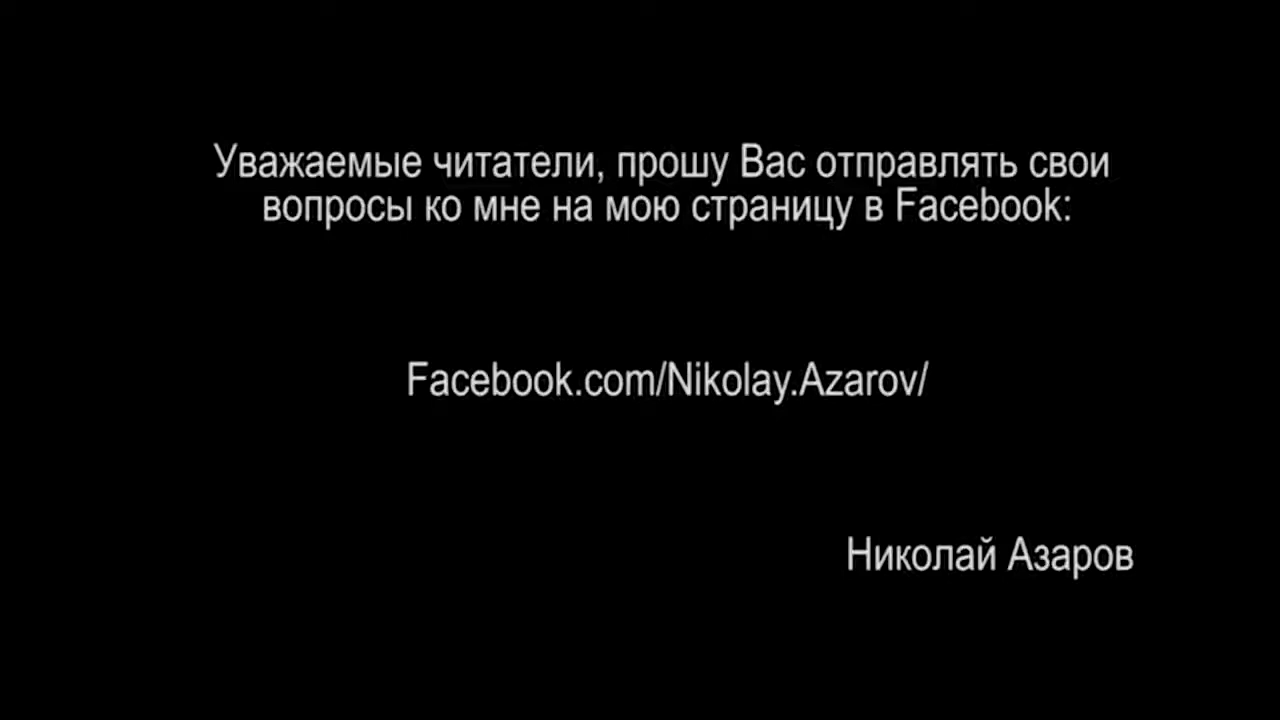 Уважаемые читатели, прошу Вас отправлять свои
вопросы ко мне на мою страницу в Facebook:
Facebook.com/Nikolay.Azarov/
Николай Азаров